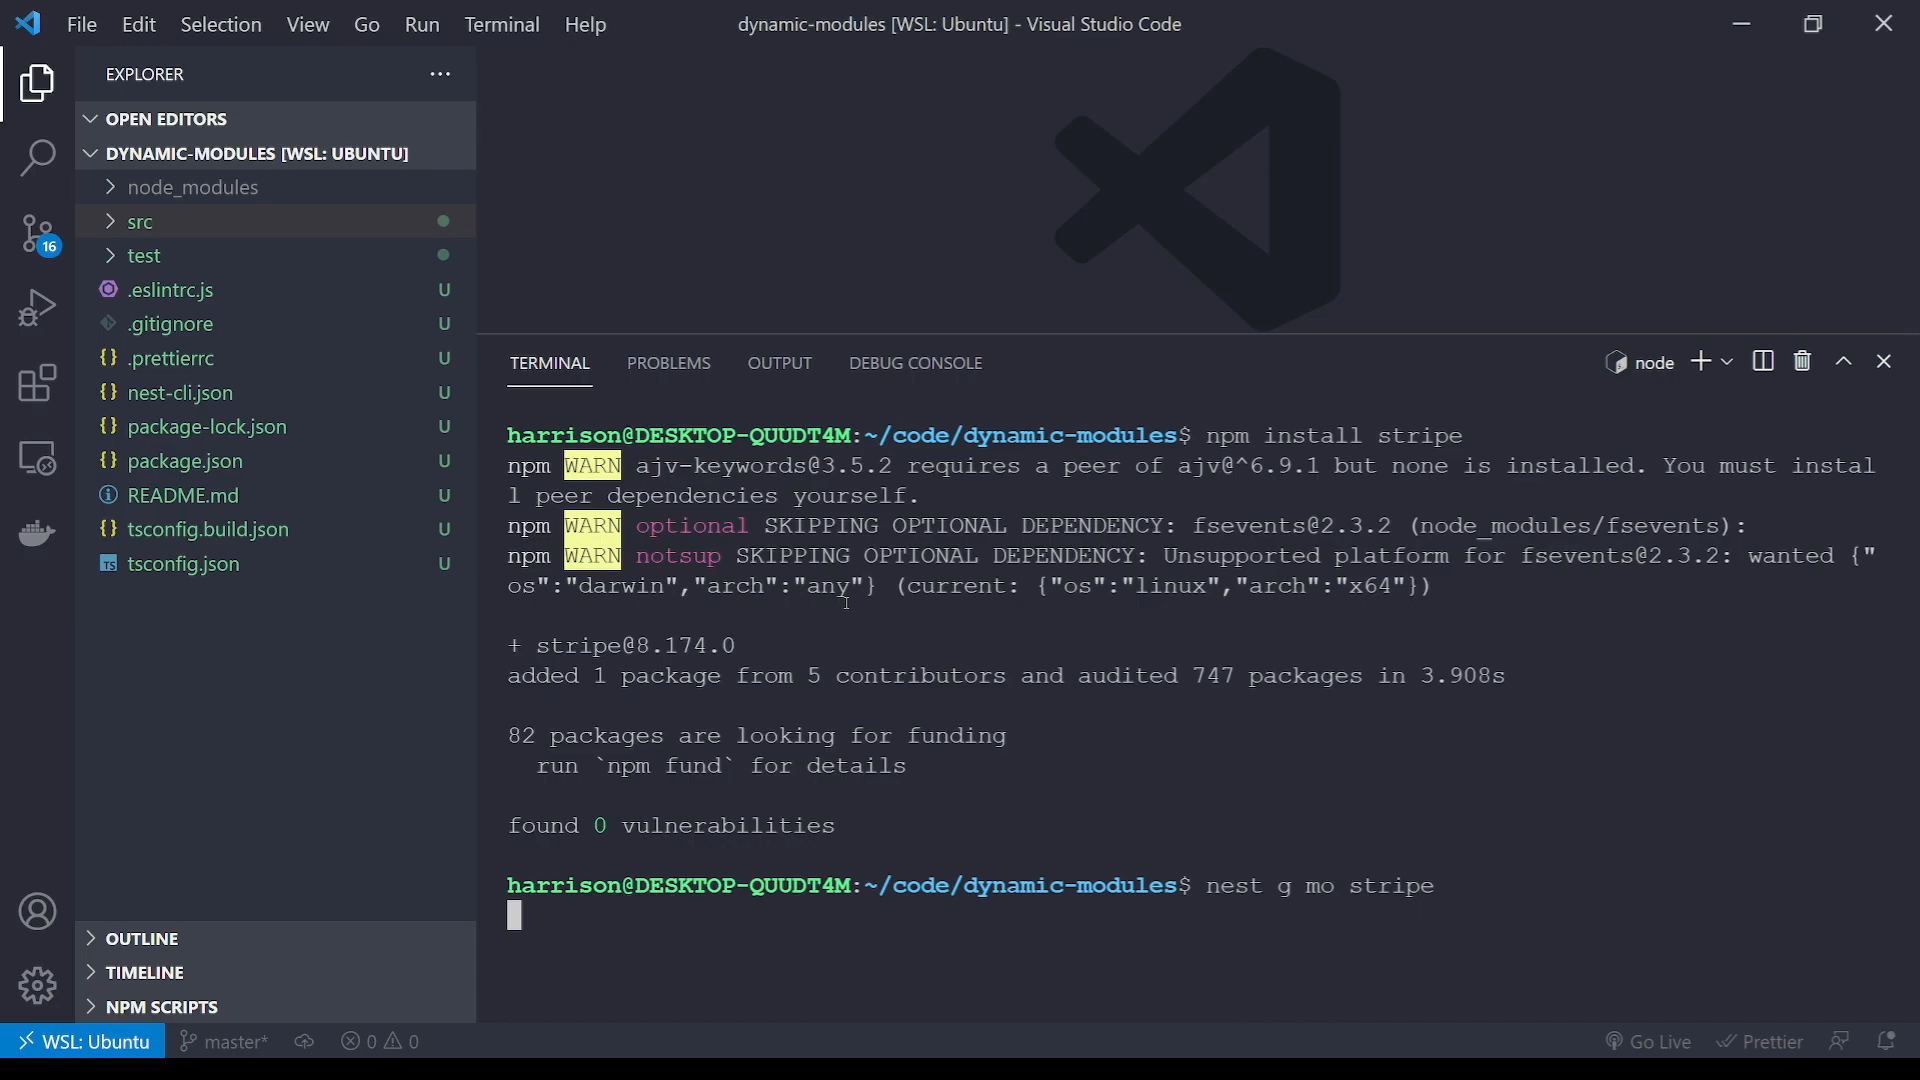 File Edit Selection View Go Run Terminal Help
dynamic-modules [WSL: Ubuntu] - Visual Studio Code
EXPLORER
OPEN EDITORS
DYNAMIC-MODULES [WSL: UBUNTU]
node_modules
src
test
.eslintrc.js U
.gitignore U
.prettierrc U
nest-cli.json U
package-lock.json U
package.json U
README.md U
tsconfig.build.json U
tsconfig.json U
16
OUTLINE
TIMELINE
NPM SCRIPTS
TERMINAL PROBLEMS OUTPUT DEBUG CONSOLE
node
harrison@DESKTOP-QUUDT4M:~/code/dynamic-modules$ npm install stripe
npm WARN ajv-keywords@3.5.2 requires a peer of ajv@^6.9.1 but none is installed. You must instal
l peer dependencies yourself.
npm WARN optional SKIPPING OPTIONAL DEPENDENCY: fsevents@2.3.2 (node_modules/fsevents):
npm WARN notsup SKIPPING OPTIONAL DEPENDENCY: Unsupported platform for fsevents@2.3.2: wanted {"
os":"darwin","arch":"any"} (current: {"os":"linux","arch":"x64"})
+ stripe@8.174.0
added 1 package from 5 contributors and audited 747 packages in 3.908s
82 packages are looking for funding
run `npm fund` for details
found 0 vulnerabilities
harrison@DESKTOP-QUUDT4M:~/code/dynamic-modules$ nest g mo stripe
WSL: Ubuntu master* 0 0
Go Live Prettier